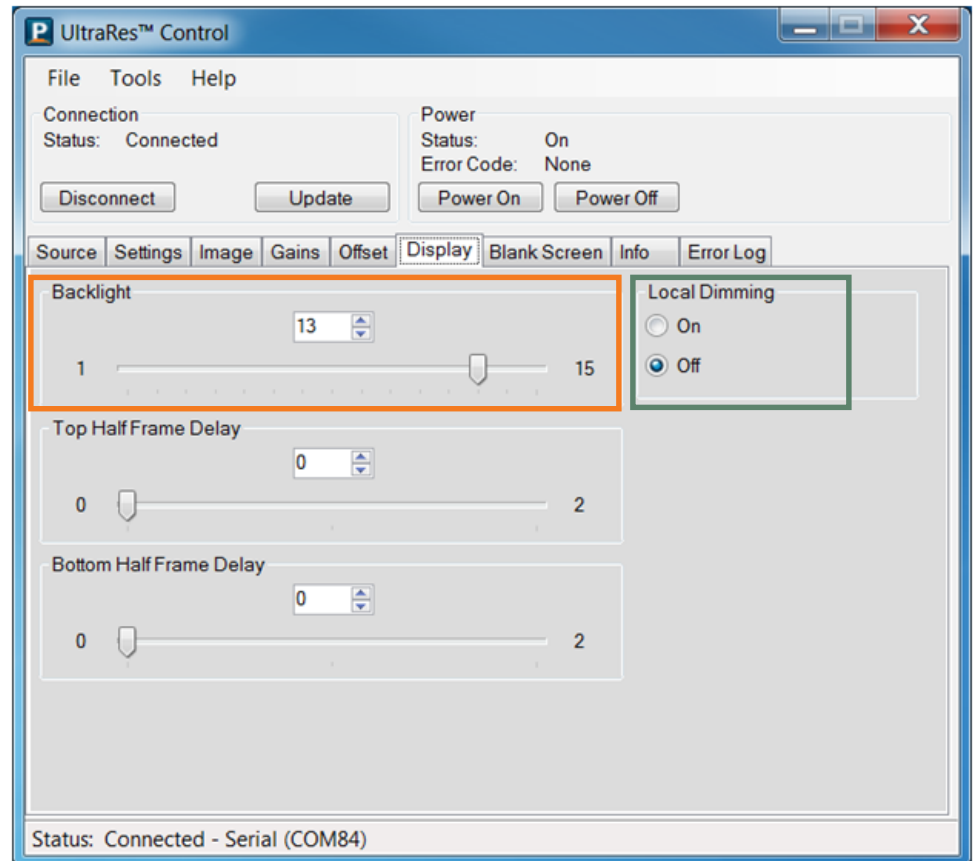 P UltraRes™ Control
File Tools Help
Connection
Status: Connected
Disconnect Update
Power
Status: On
Error Code: None
Power On Power Off
Source Settings Image Gains Offset Display Blank Screen Info Error Log
Backlight
13
1 15
Local Dimming
On
Off
Top Half Frame Delay
0
0 2
Bottom Half Frame Delay
0
0 2
Status: Connected - Serial (COM84)